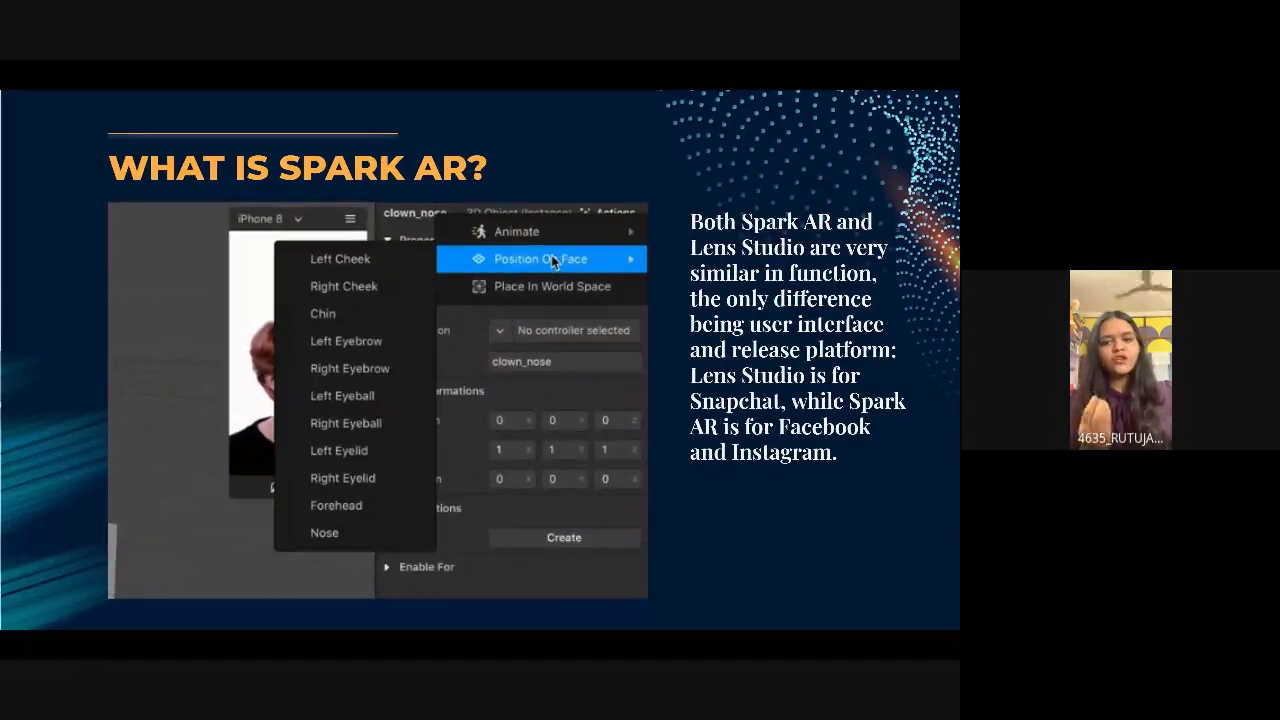 WHAT IS SPARK AR?
iPhone 8
clown_nose 3D Object (Instance) Actions
Animate
Position Face
Place In World Space
Left Cheek
Right Cheek
Chin
Left Eyebrow
Right Eyebrow
Left Eyeball
Right Eyeball
Left Eyelid
Right Eyelid
Forehead
Nose
No controller selected
clown_nose
0 0 0
1 1 1
0 0 0
Create
Enable For
Both Spark AR and
Lens Studio are very
similar in function,
the only difference
being user interface
and release platform:
Lens Studio is for
Snapchat, while Spark
AR is for Facebook
and Instagram.
4635_RUTUJA...